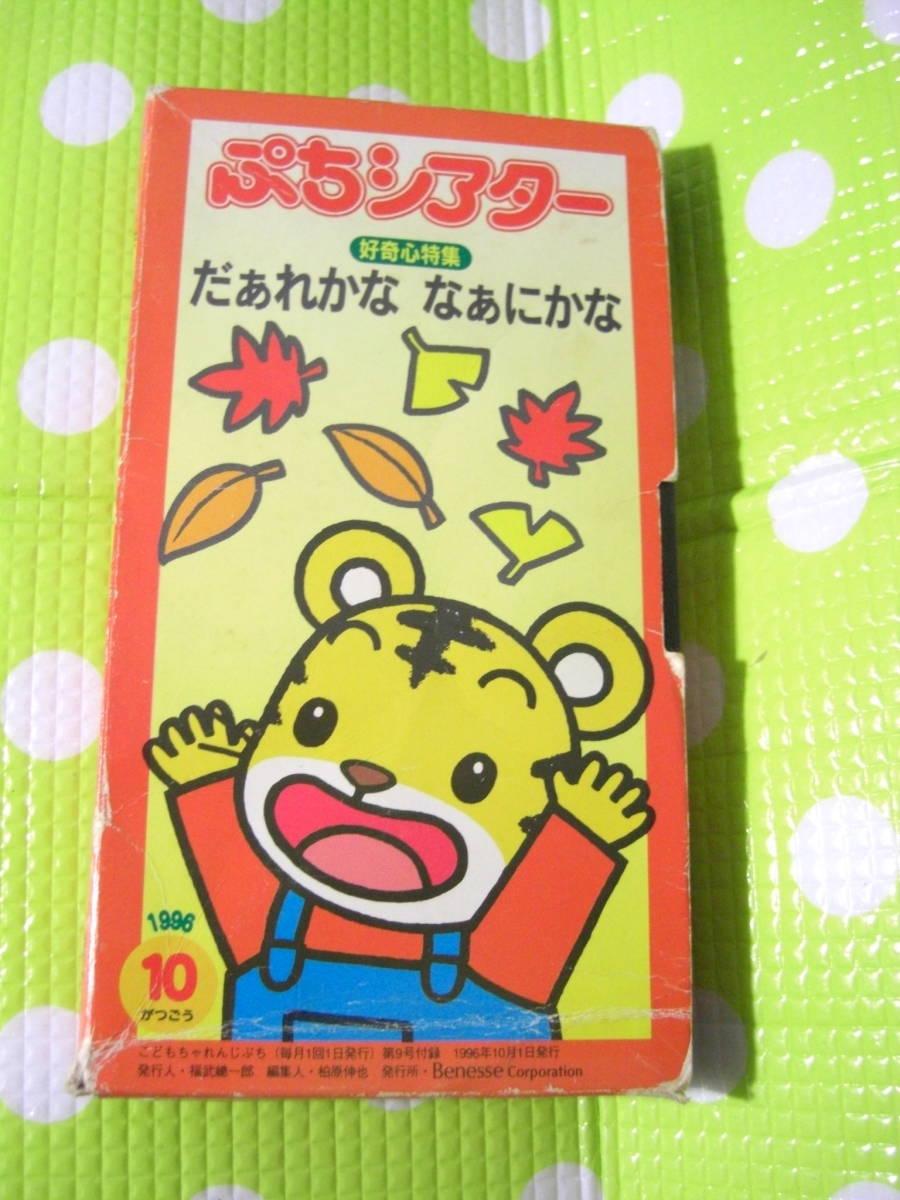 ぷちシアター
好奇心特集
だぁれかな なぁにかな
1996
10
がつごう
こどもちゃれんじぷち（毎月1回1日発行）第9号付録 1996年10月1日発行
発行人・福武總一郎 編集人・柏原伸也 発行所・Benesse Corporation